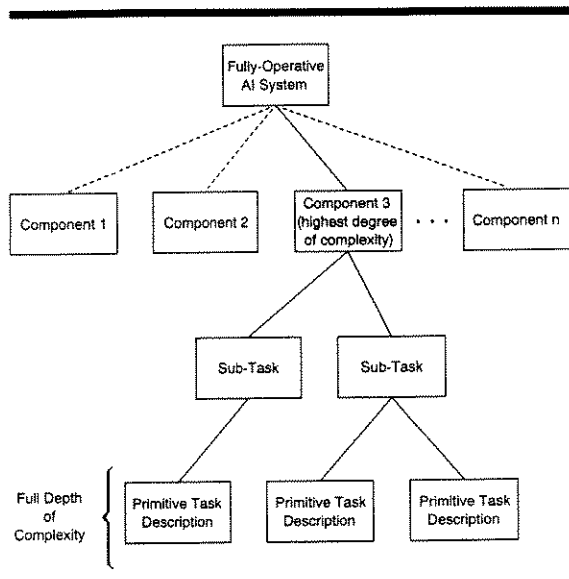 Fully-Operative
AI System
Component 1
Component 2
Component 3
(highest degree
of complexity)
. . .
Component n
Sub-Task
Sub-Task
Full Depth
of
Complexity
Primitive Task
Description
Primitive Task
Description
Primitive Task
Description